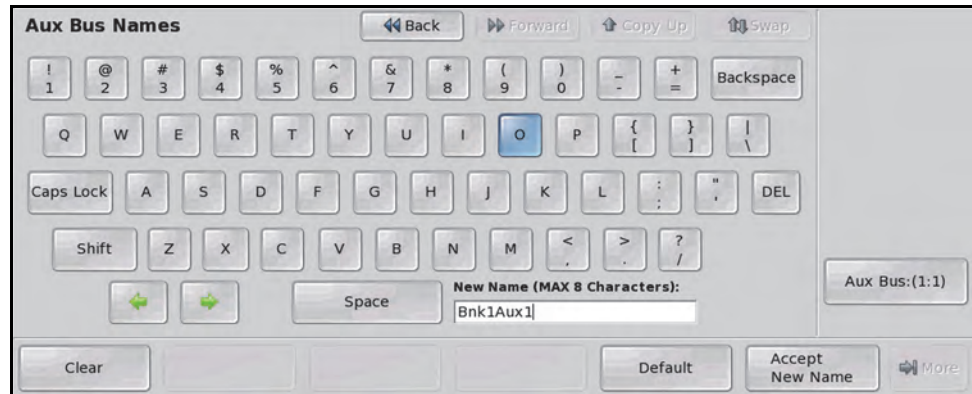 Aux Bus Names Back Forward Copy Up Swap
! @ # $ % ^ & * ( ) _ +
1 2 3 4 5 6 7 8 9 0 - = Backspace
Q W E R T Y U I O P { } |
[ ] \
Caps Lock A S D F G H J K L : " DEL
; '
Shift Z X C V B N M < > ?
, . /
Aux Bus:(1:1)
Space New Name (MAX 8 Characters):
Bnk1Aux1
Clear Default Accept More
New Name